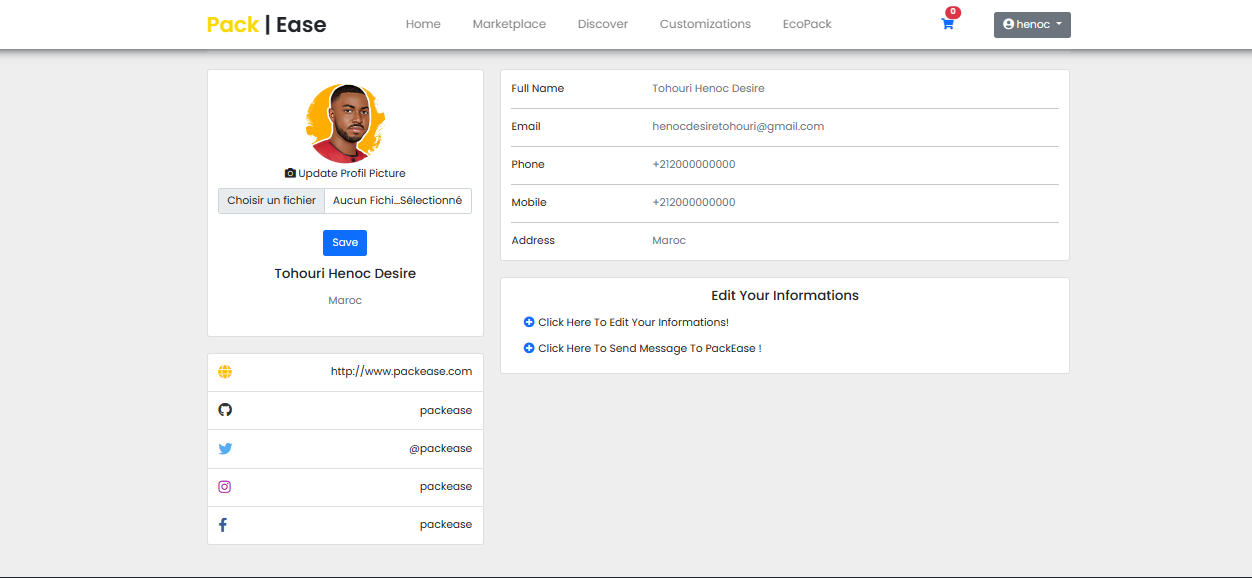 Pack | Ease
Home Marketplace Discover Customizations EcoPack
0
henoc
Update Profil Picture
Choisir un fichier Aucun Fichi...Sélectionné
Save
Tohouri Henoc Desire
Maroc
http://www.packease.com
packease
@packease
packease
packease
Full Name Tohouri Henoc Desire
Email henocdesiretohouri@gmail.com
Phone +212000000000
Mobile +212000000000
Address Maroc
Edit Your Informations
Click Here To Edit Your Informations!
Click Here To Send Message To PackEase !